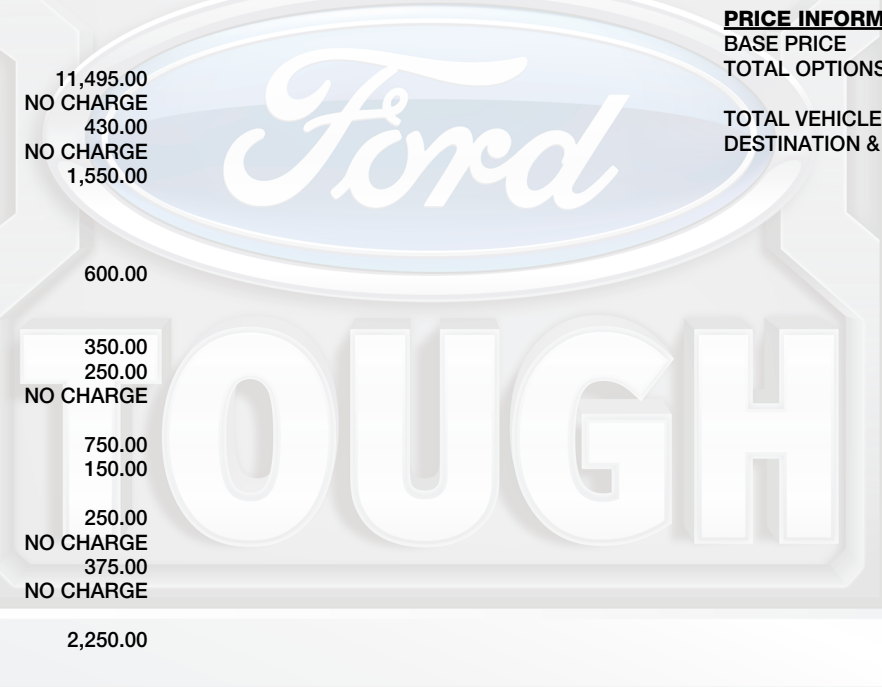 11,495.00
NO CHARGE
430.00
NO CHARGE
1,550.00
600.00
350.00
250.00
NO CHARGE
750.00
150.00
250.00
NO CHARGE
375.00
NO CHARGE
2,250.00
PRICE INFORM
BASE PRICE
TOTAL OPTIONS
TOTAL VEHICLE
DESTINATION &
Ford
TOUGH